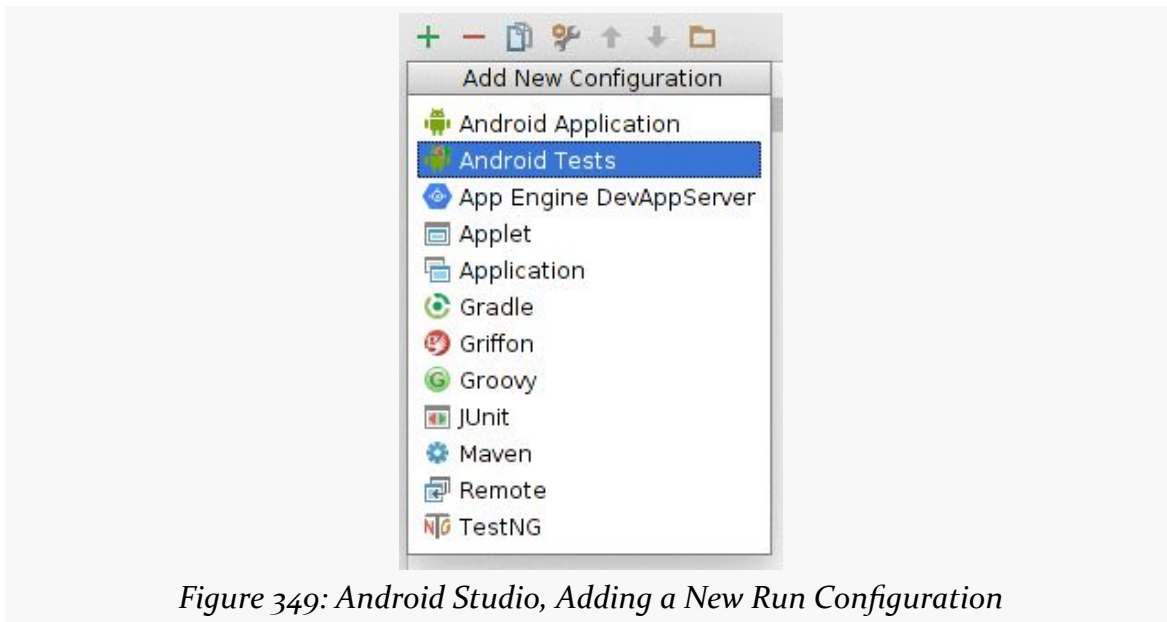 Add New Configuration
Android Application
Android Tests
App Engine DevAppServer
Applet
Application
Gradle
Griffon
G Groovy
JUnit
Maven
Remote
NTG TestNG
Figure 349: Android Studio, Adding a New Run Configuration